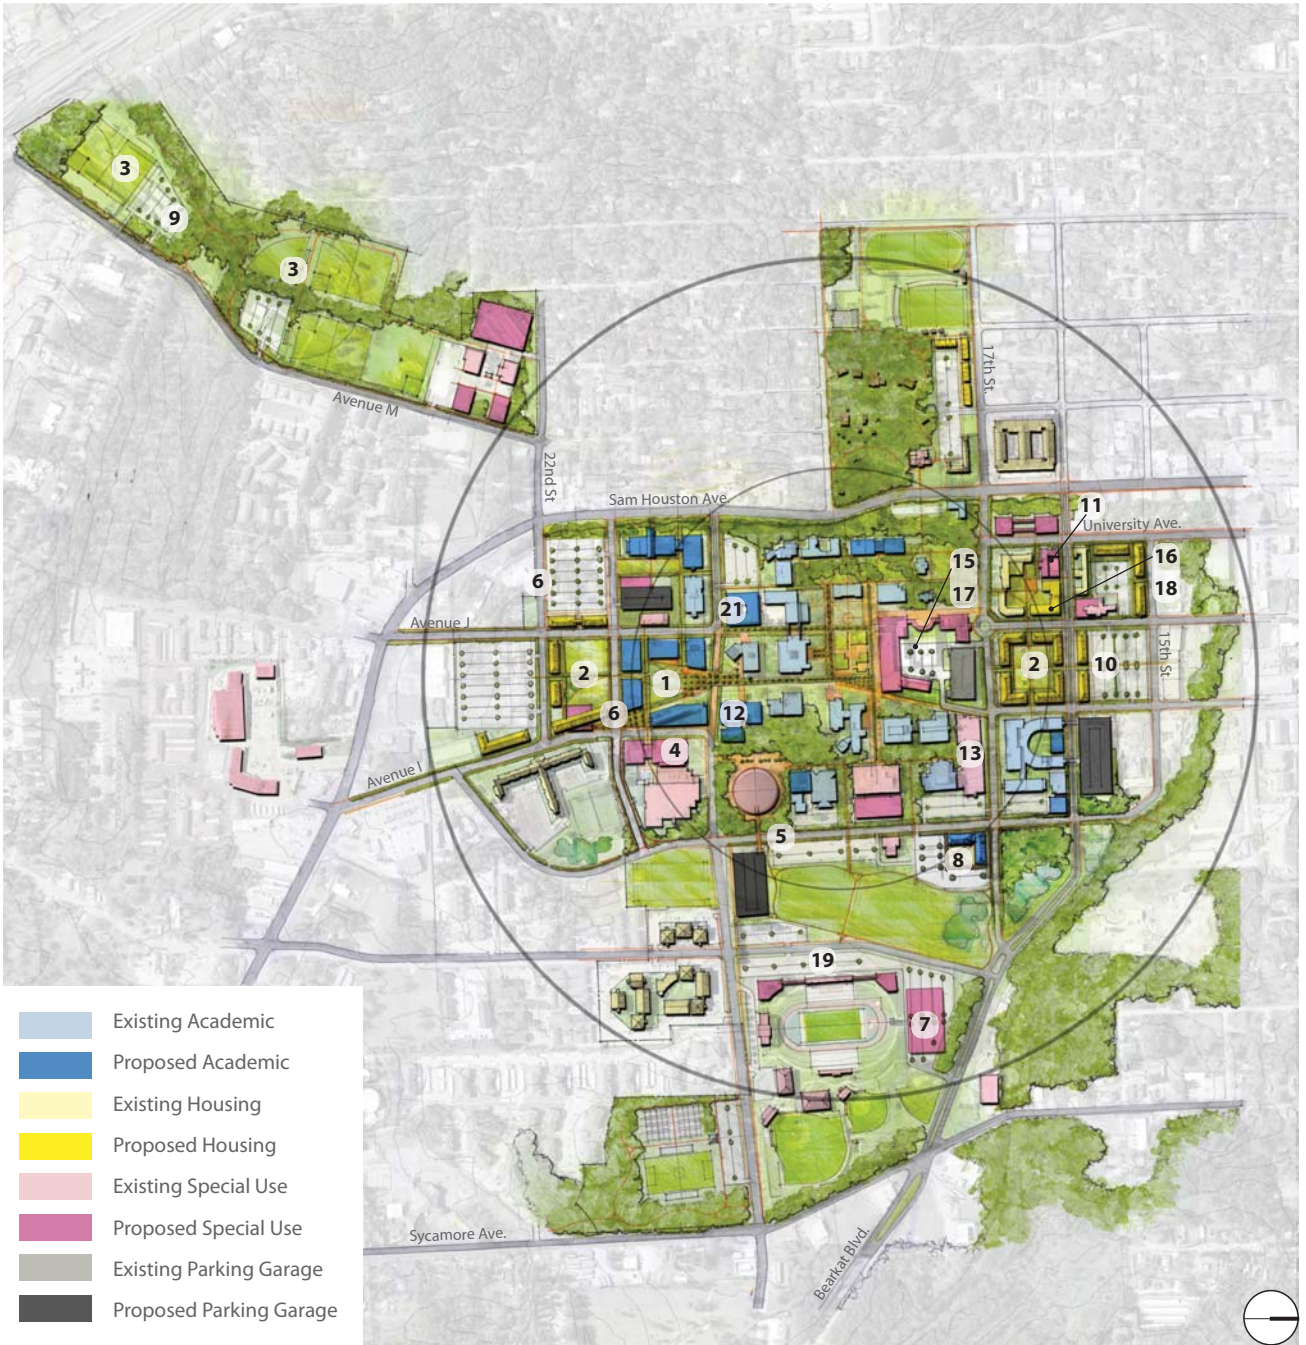 3
9
3
17th St.
Avenue M
22nd St
Sam Houston Ave.
11
University Ave.
15
16
6
17
18
21
Avenue J
2
1
2
10
15th St.
6
12
4
13
Avenue I
5
8
19
7
Existing Academic
Proposed Academic
Existing Housing
Proposed Housing
Existing Special Use
Proposed Special Use
Existing Parking Garage
Proposed Parking Garage
Sycamore Ave.
Bearkat Blvd.